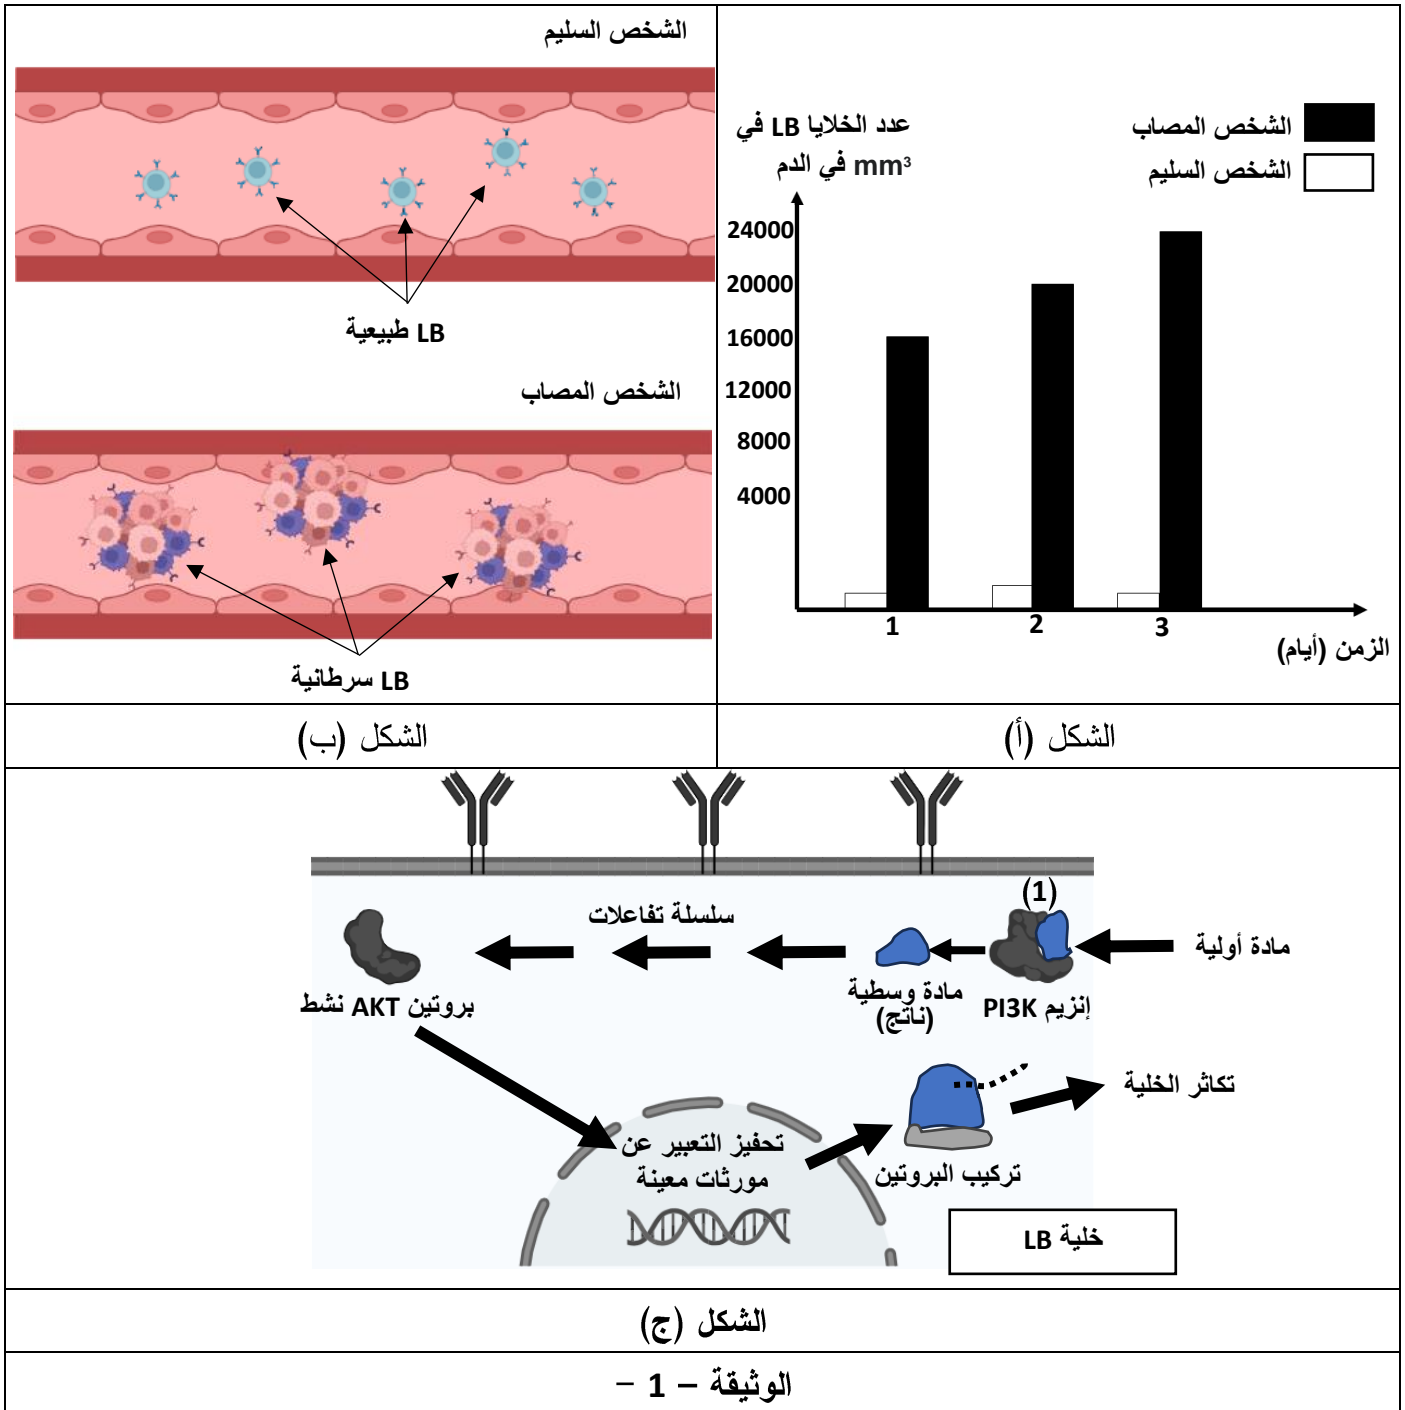 الشخص المصاب
الشخص السليم
عدد الخلايا LB في
mm³ في الدم
24000
20000
16000
12000
8000
4000
1
2
3
الزمن (أيام)
الشكل (أ)
الشخص السليم
LB طبيعية
الشخص المصاب
LB سرطانية
الشكل (ب)
(1)
مادة أولية
إنزيم PI3K
مادة وسطية
(ناتج)
سلسلة تفاعلات
بروتين AKT نشط
تحفيز التعبير عن
مورثات معينة
تركيب البروتين
تكاثر الخلية
خلية LB
الشكل (ج)
الوثيقة – 1 –